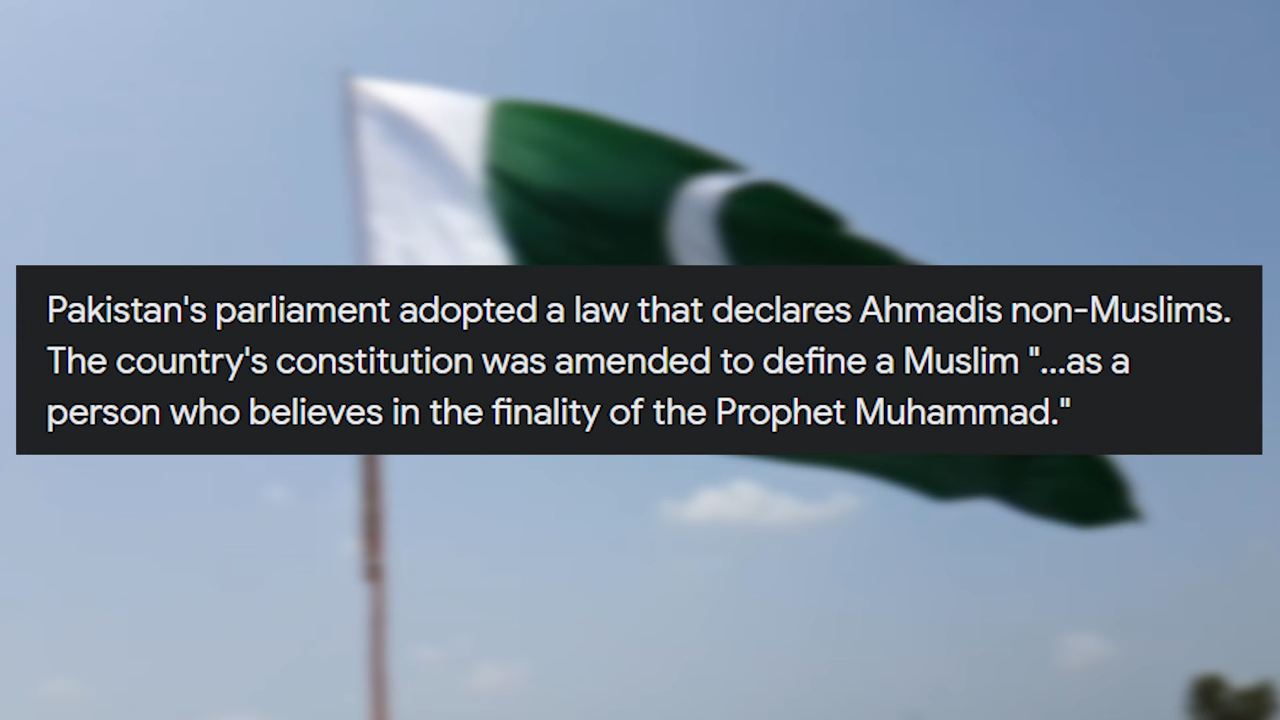 Pakistan's parliament adopted a law that declares Ahmadis non-Muslims.
The country's constitution was amended to define a Muslim "...as a
person who believes in the finality of the Prophet Muhammad."